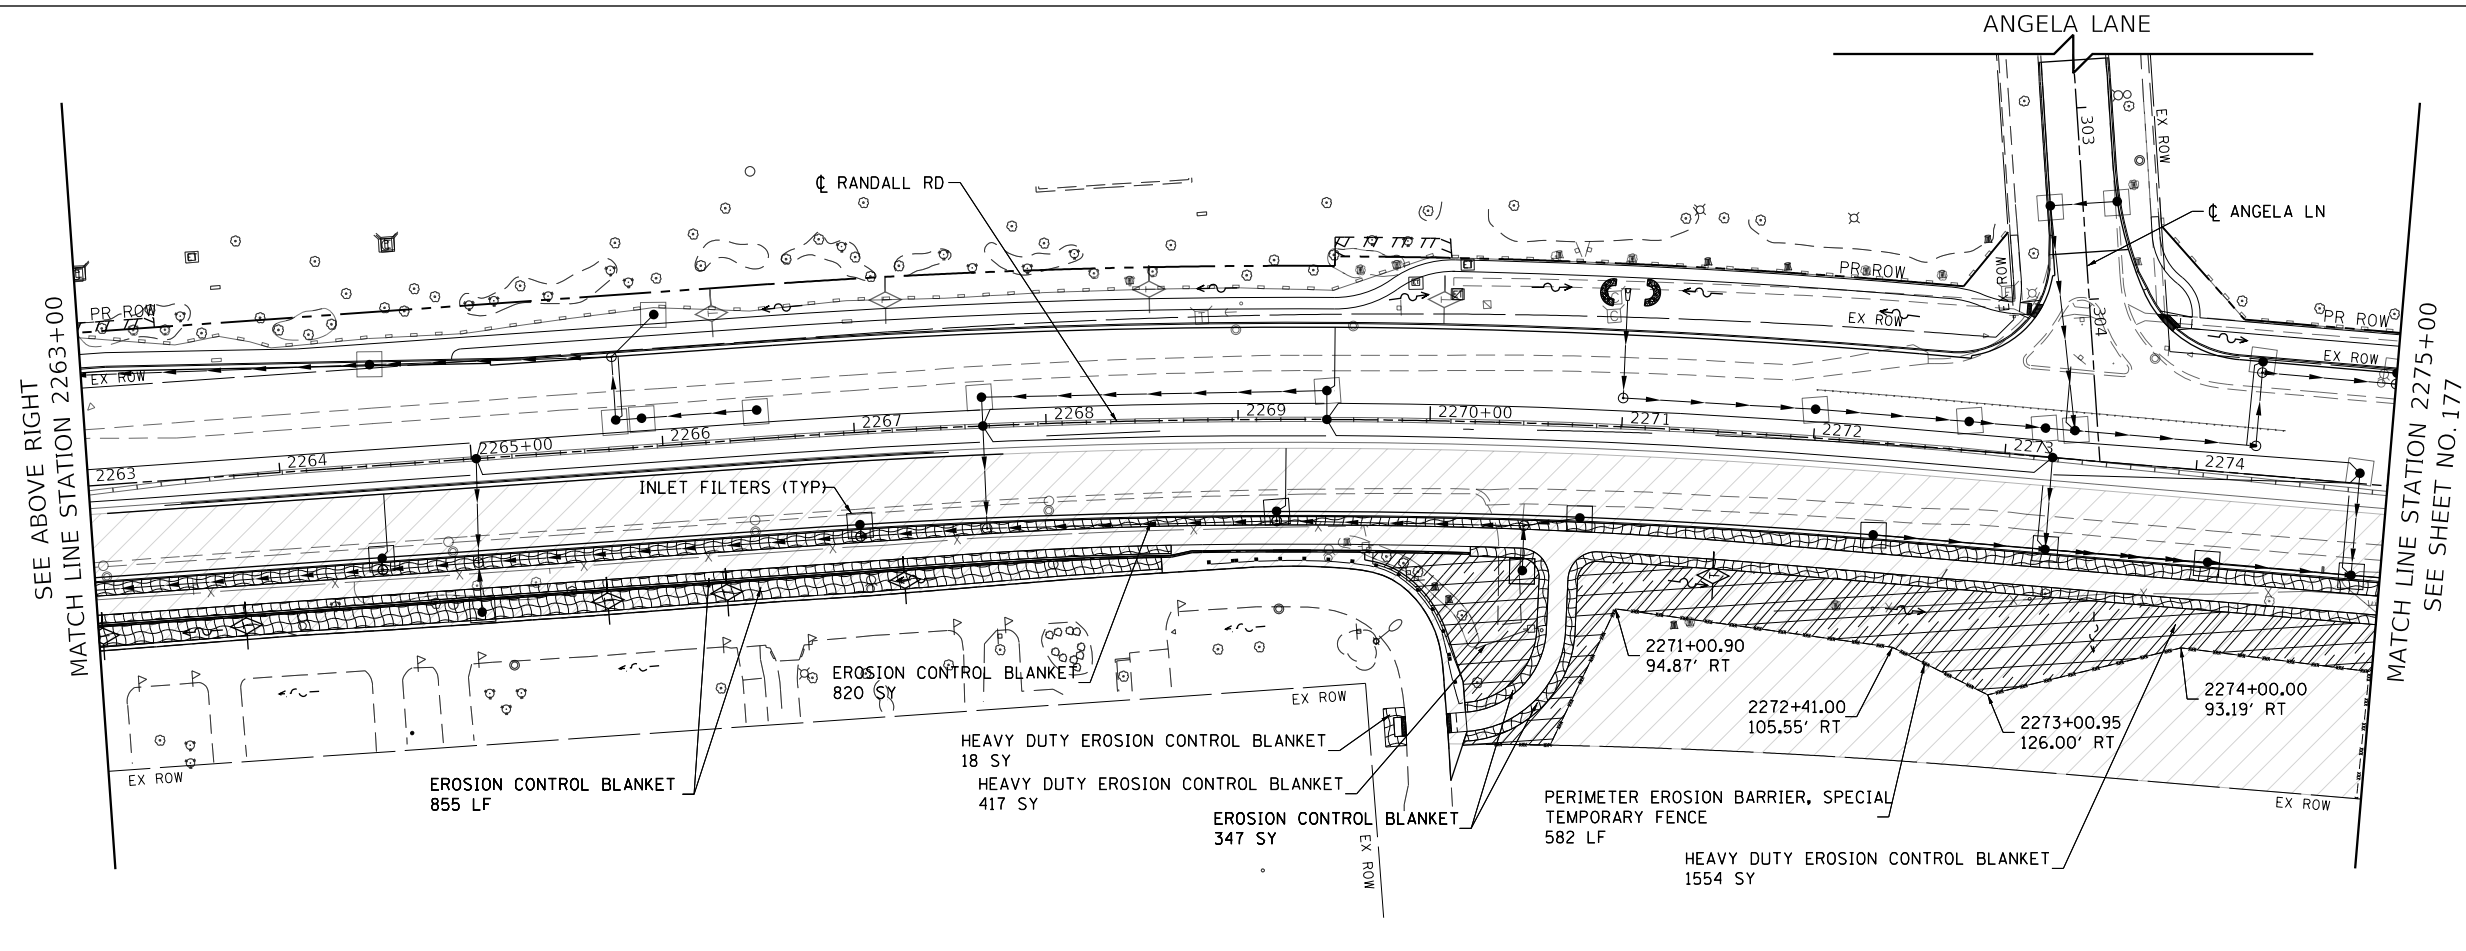 ANGELA LANE
303
EX ROW
℄ RANDALL RD
℄ ANGELA LN
PR ROW
EX ROW
304
PR ROW
EX ROW
PR ROW
EX ROW
EX ROW
SEE ABOVE RIGHT
MATCH LINE STATION 2263+00
2263
2264
2265+00
2266
2267
2268
2269
2270+00
2271
2272
2273
2274
MATCH LINE STATION 2275+00
SEE SHEET NO. 177
INLET FILTERS (TYP)
EROSION CONTROL BLANKET
820 SY
2271+00.90
94.87' RT
2272+41.00
105.55' RT
2273+00.95
126.00' RT
2274+00.00
93.19' RT
EX ROW
EX ROW
HEAVY DUTY EROSION CONTROL BLANKET
18 SY
EROSION CONTROL BLANKET
855 LF
HEAVY DUTY EROSION CONTROL BLANKET
417 SY
EROSION CONTROL BLANKET
347 SY
PERIMETER EROSION BARRIER, SPECIAL
TEMPORARY FENCE
582 LF
EX ROW
EX ROW
HEAVY DUTY EROSION CONTROL BLANKET
1554 SY